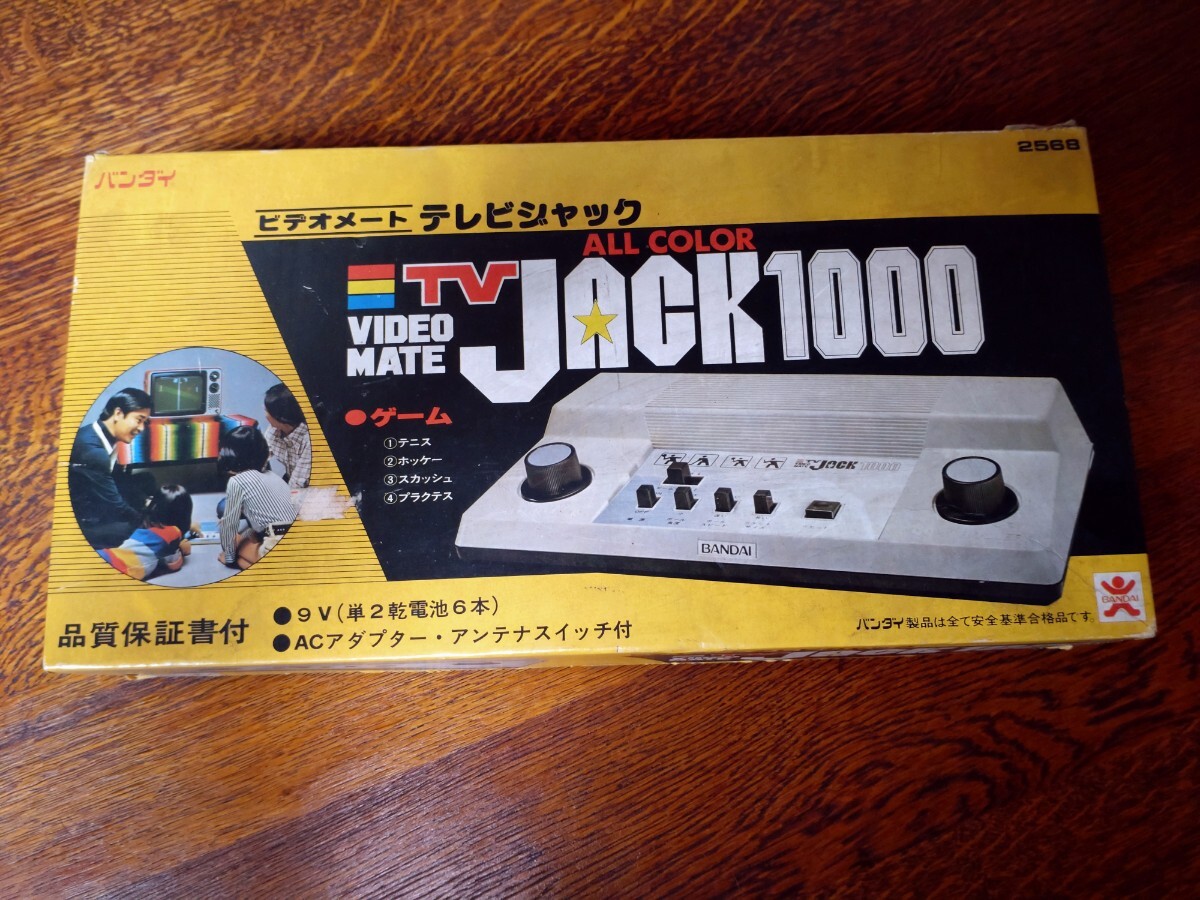 バンダイ
2568
ビデオメート テレビジャック
ALL COLOR
TV JACK 1000
VIDEO
MATE
●ゲーム
①テニス
②ホッケー
③スカッシュ
④プラクテス
JACK 1000
BANDAI
品質保証書付
●9V(単2乾電池6本)
●ACアダプター・アンテナスイッチ付
BANDAI
バンダイ製品は全て安全基準合格品です。